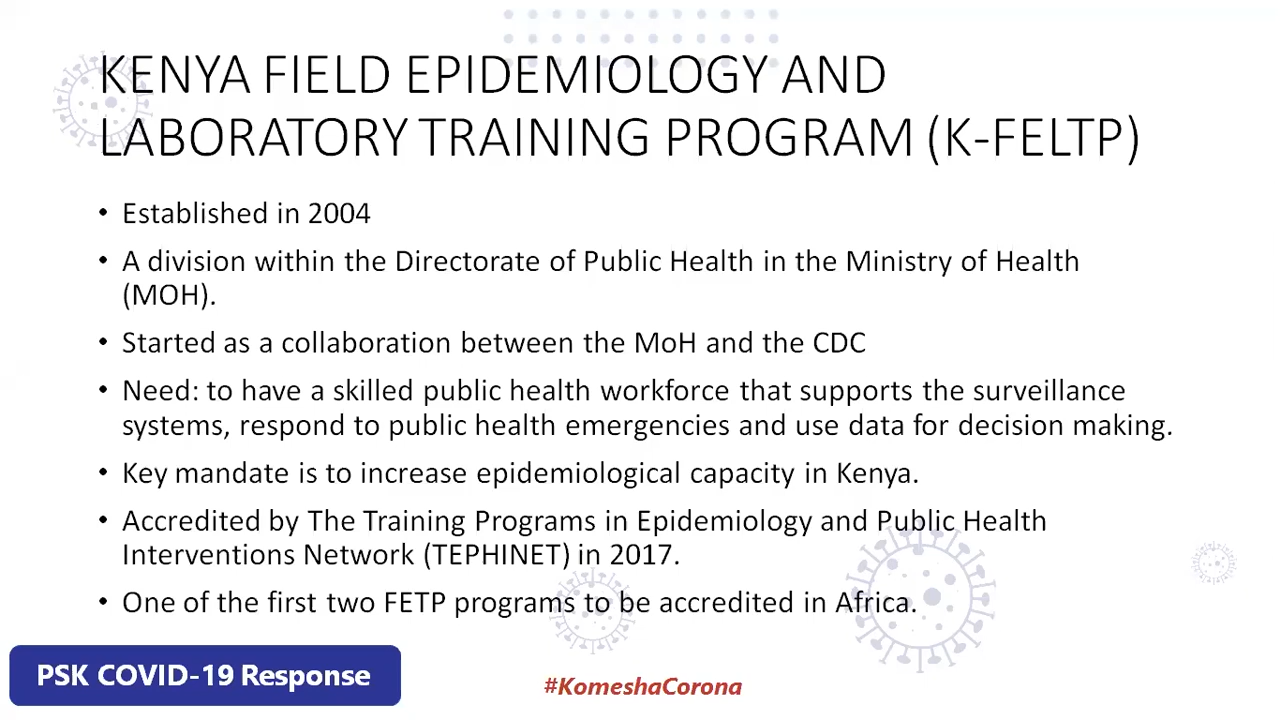 KENYA FIELD EPIDEMIOLOGY AND
LABORATORY TRAINING PROGRAM (K-FELTP)
• Established in 2004
• A division within the Directorate of Public Health in the Ministry of Health
(MOH).
• Started as a collaboration between the MoH and the CDC
• Need: to have a skilled public health workforce that supports the surveillance
systems, respond to public health emergencies and use data for decision making.
• Key mandate is to increase epidemiological capacity in Kenya.
• Accredited by The Training Programs in Epidemiology and Public Health
Interventions Network (TEPHINET) in 2017.
• One of the first two FETP programs to be accredited in Africa.
PSK COVID-19 Response
#KomeshaCorona